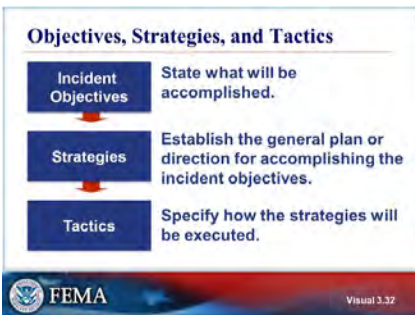 Objectives, Strategies, and Tactics
Incident
Objectives
State what will be
accomplished.
Strategies
Establish the general plan or
direction for accomplishing the
incident objectives.
Tactics
Specify how the strategies will
be executed.
FEMA
Visual 3.32